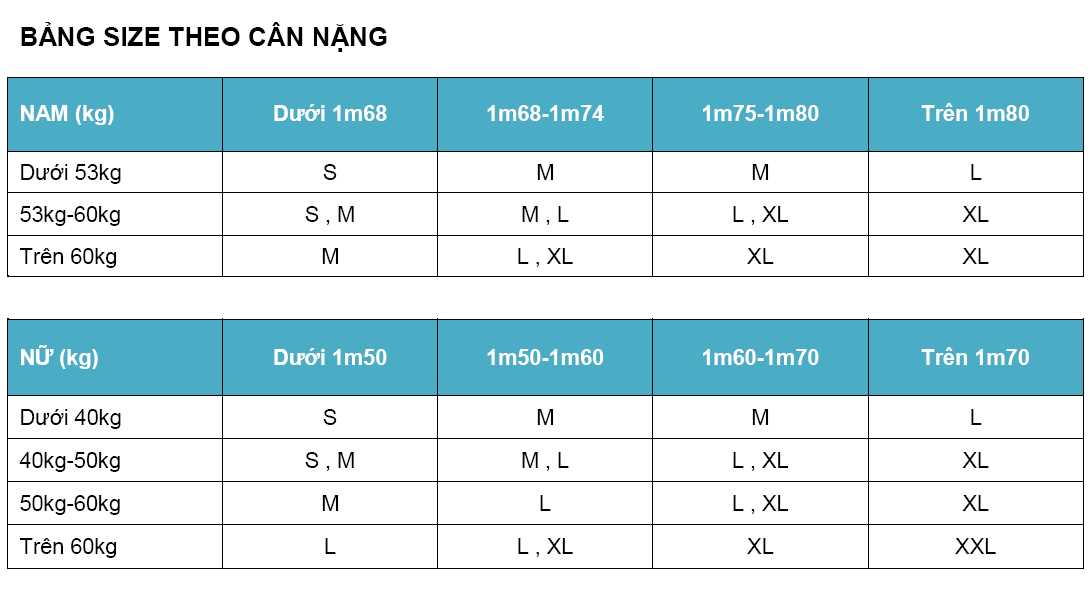 BẢNG SIZE THEO CÂN NẶNG
NAM (kg) Dưới 1m68 1m68-1m74 1m75-1m80 Trên 1m80
Dưới 53kg S M M L
53kg-60kg S , M M , L L , XL XL
Trên 60kg M L , XL XL XL
NỮ (kg) Dưới 1m50 1m50-1m60 1m60-1m70 Trên 1m70
Dưới 40kg S M M L
40kg-50kg S , M M , L L , XL XL
50kg-60kg M L L , XL XL
Trên 60kg L L , XL XL XXL